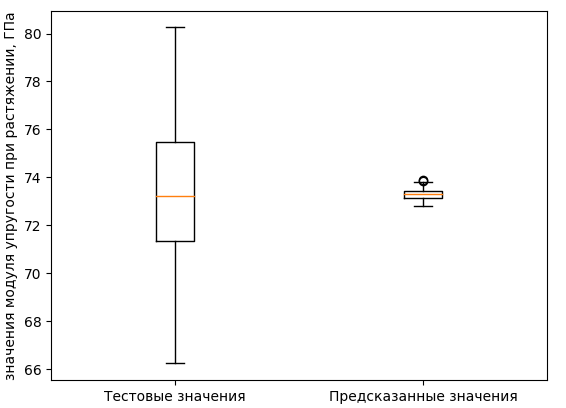 значения модуля упругости при растяжении, ГПа
80
78
76
74
72
70
68
66
Тестовые значения
Предсказанные значения